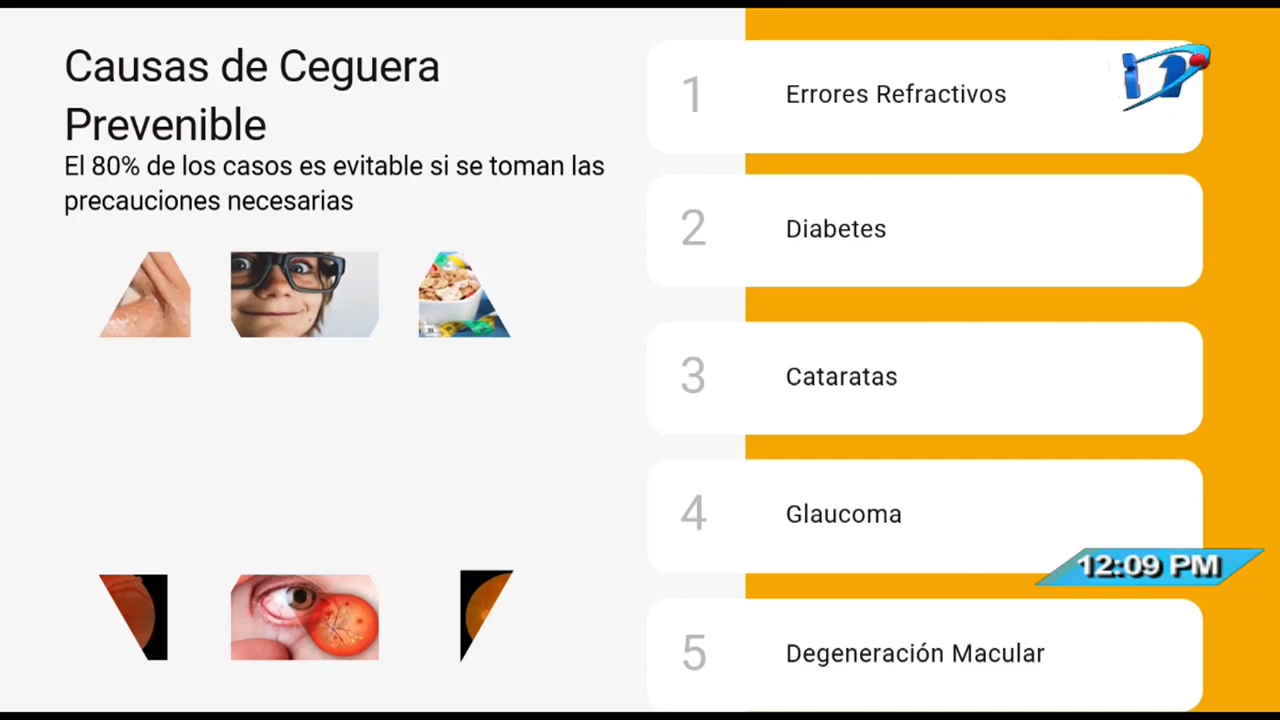 Causas de Ceguera
Prevenible
El 80% de los casos es evitable si se toman las
precauciones necesarias
1 Errores Refractivos
2 Diabetes
3 Cataratas
4 Glaucoma
12:09 PM
5 Degeneración Macular